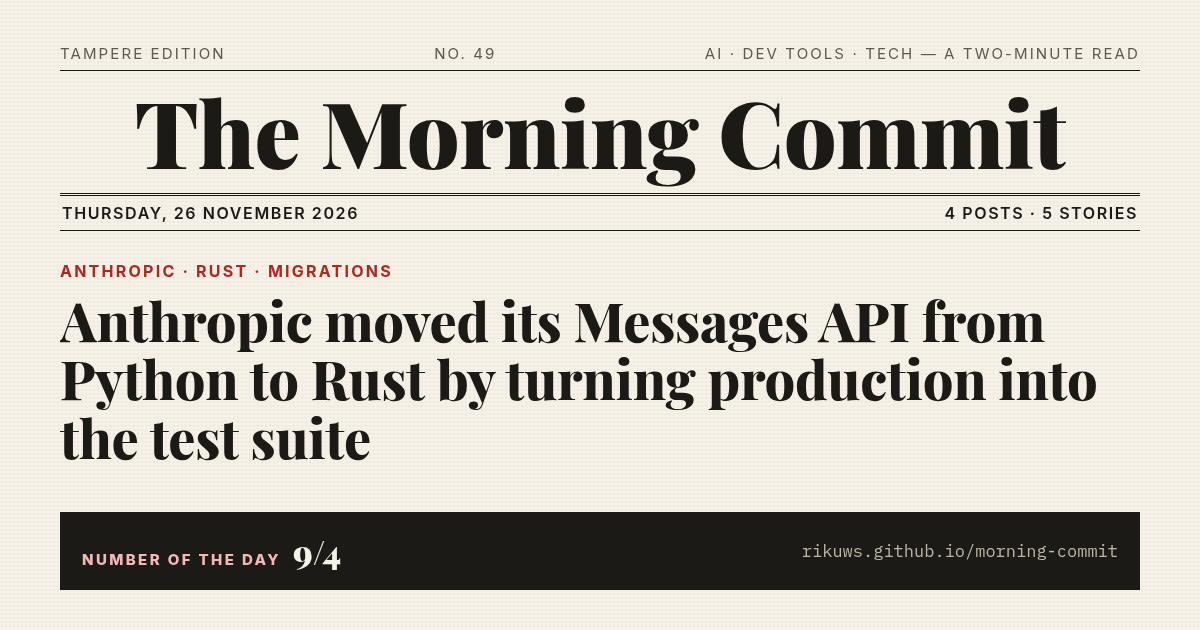 TAMPERE EDITION
NO. 49
AI · DEV TOOLS · TECH — A TWO-MINUTE READ
The Morning Commit
THURSDAY, 26 NOVEMBER 2026
4 POSTS · 5 STORIES
ANTHROPIC · RUST · MIGRATIONS
Anthropic moved its Messages API from
Python to Rust by turning production into
the test suite
NUMBER OF THE DAY 9/4
rikuws.github.io/morning-commit